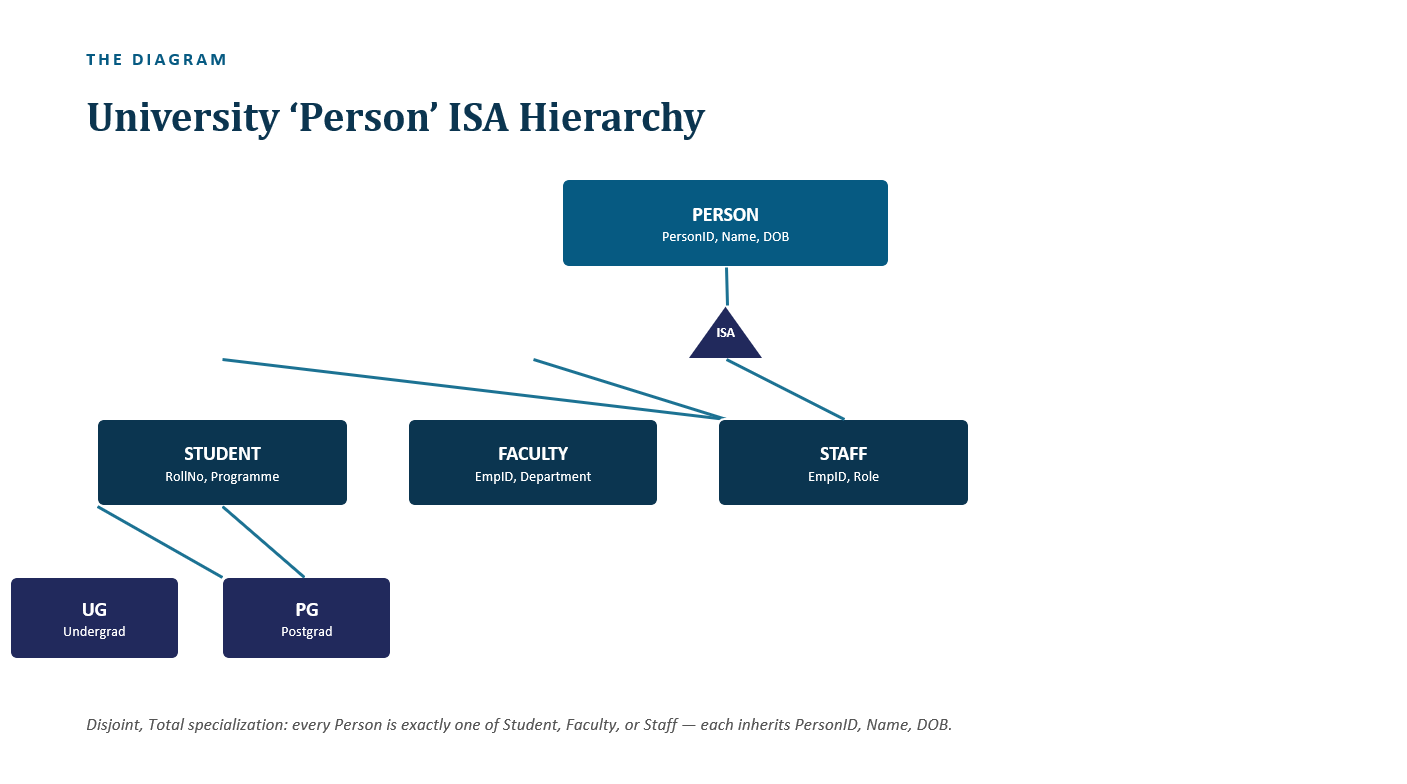 THE DIAGRAM
University ‘Person’ ISA Hierarchy
PERSON
PersonID, Name, DOB
ISA
STUDENT
RollNo, Programme
FACULTY
EmpID, Department
STAFF
EmpID, Role
UG
Undergrad
PG
Postgrad
Disjoint, Total specialization: every Person is exactly one of Student, Faculty, or Staff — each inherits PersonID, Name, DOB.